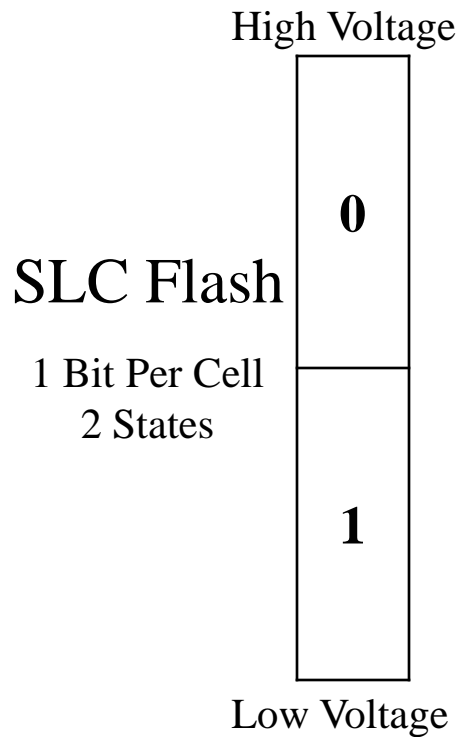 High Voltage
0
SLC Flash
1 Bit Per Cell
2 States
1
Low Voltage